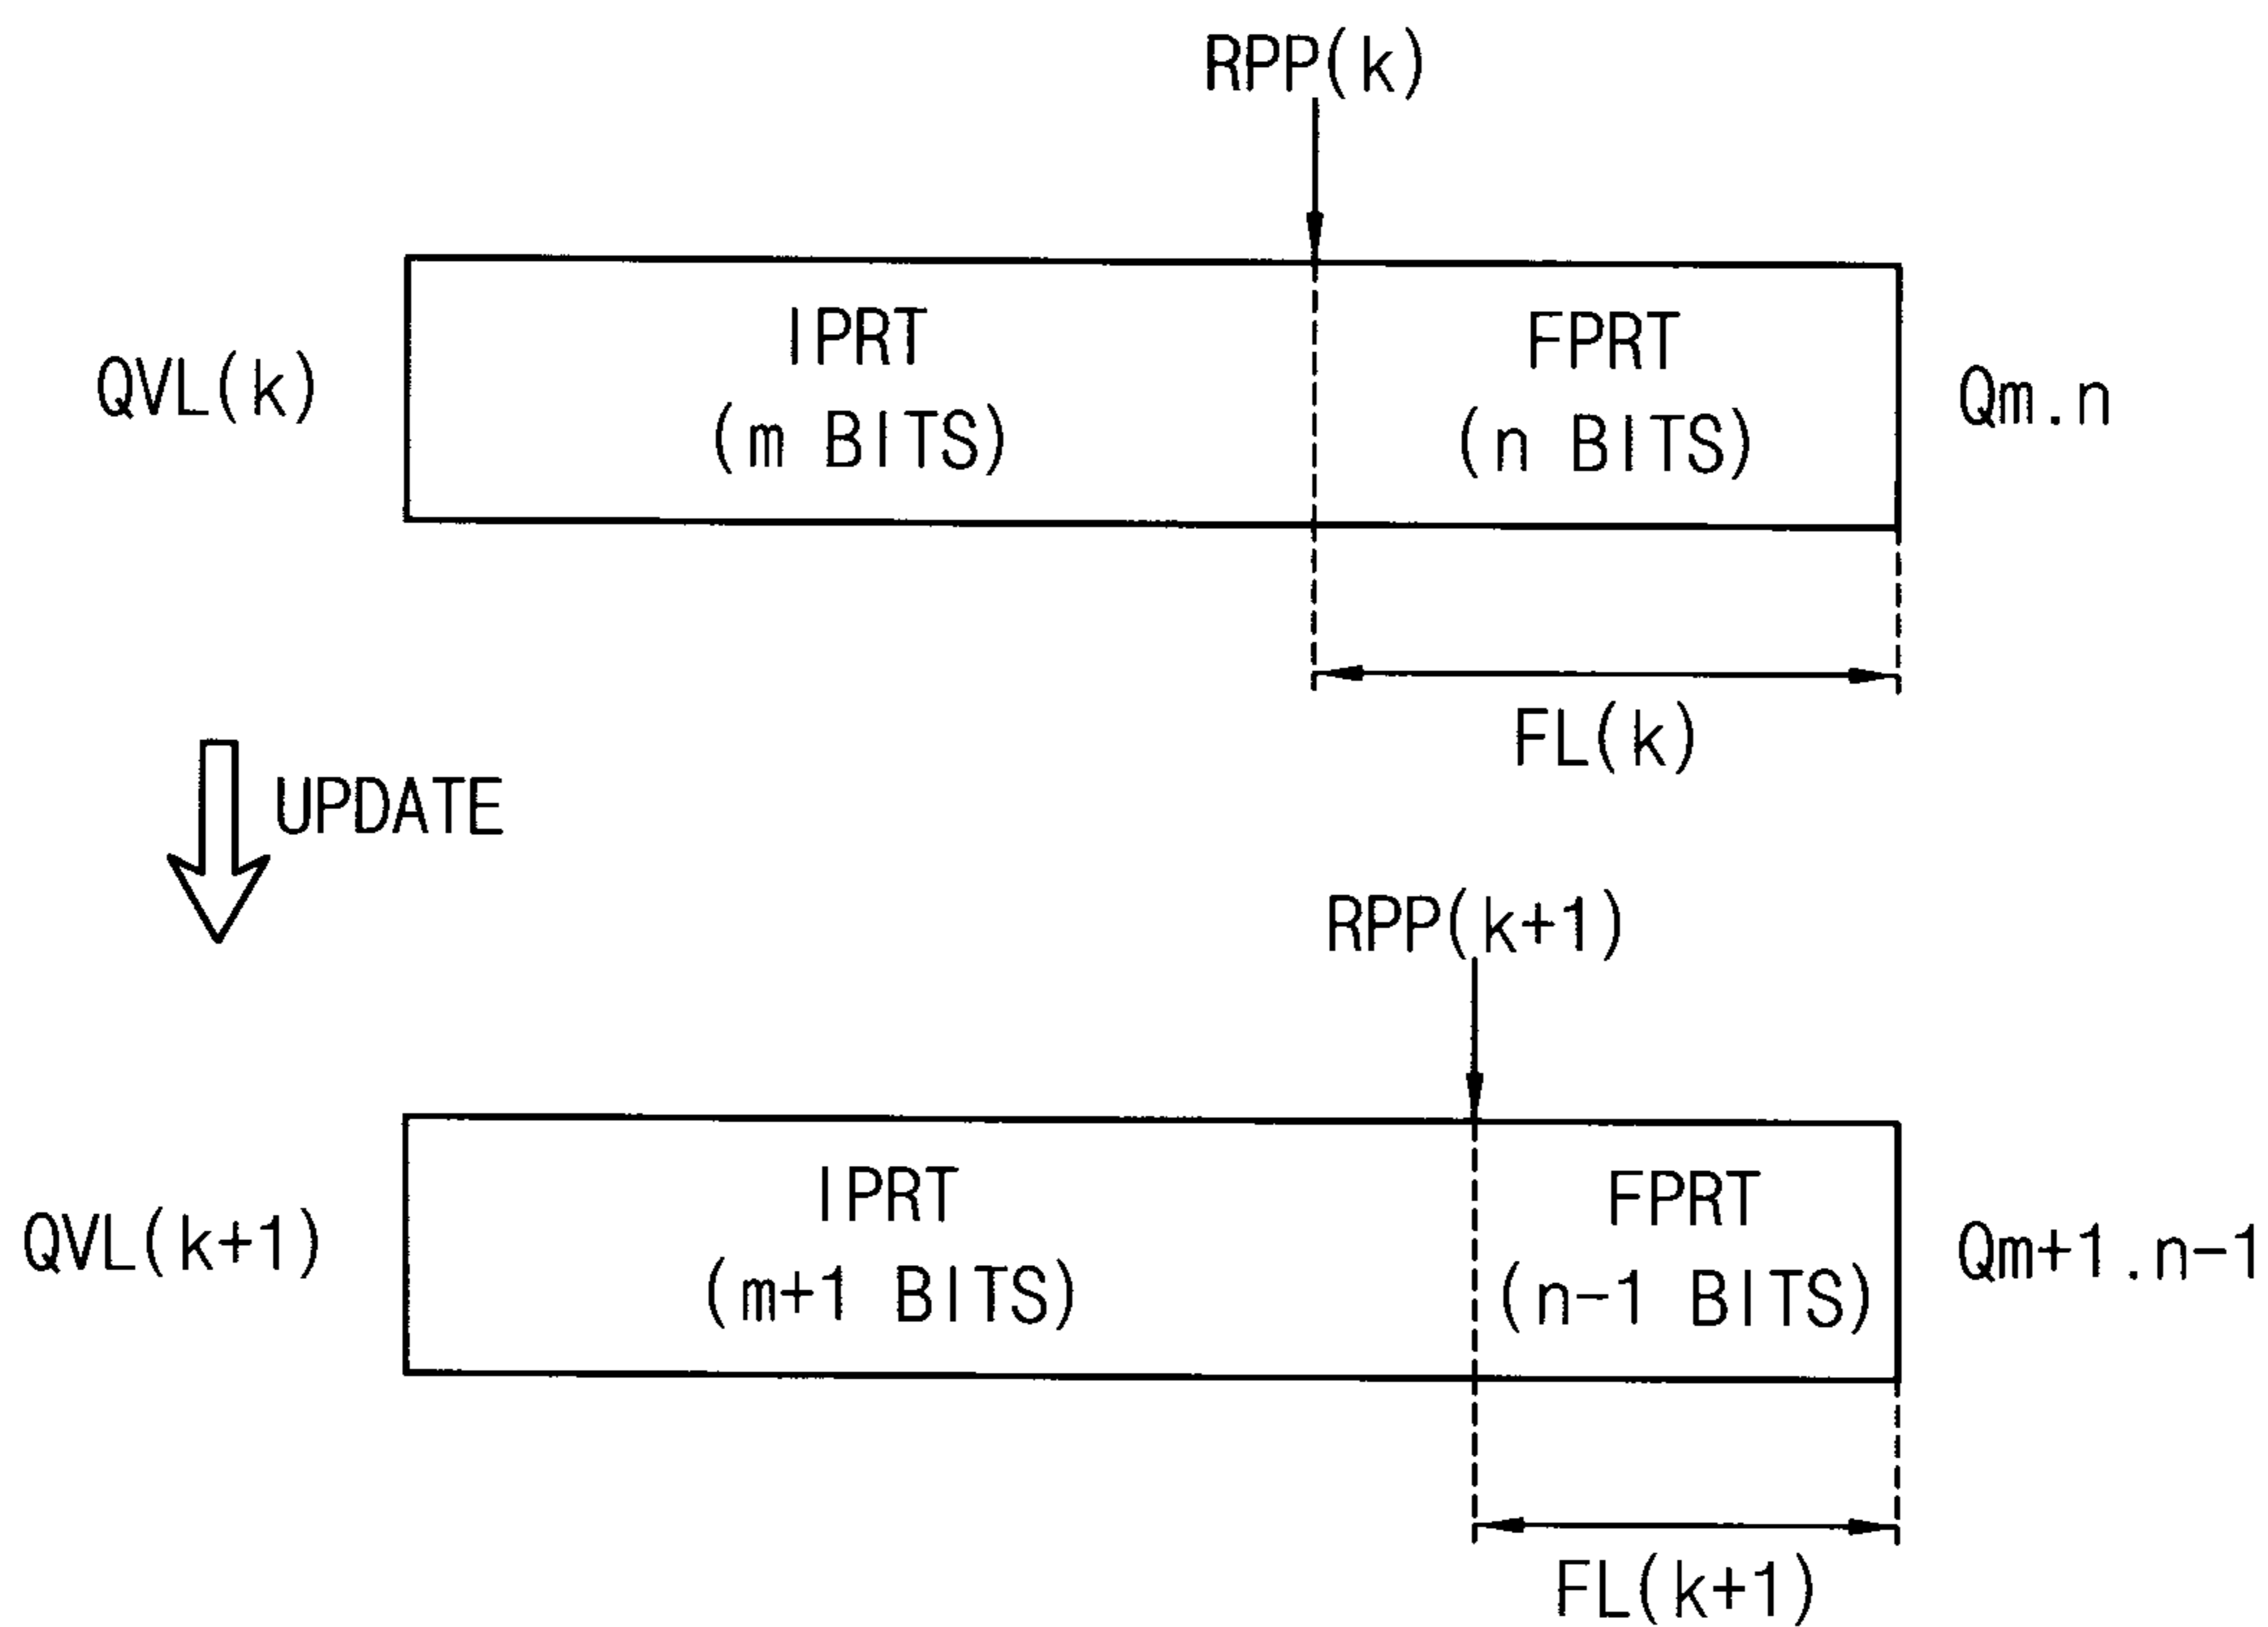 RPP(k)
QVL(k)
IPRT
(m BITS)
FPRT
(n BITS)
Qm.n
FL(k)
UPDATE
RPP(k+1)
QVL(k+1)
IPRT
(m+1 BITS)
FPRT
(n-1 BITS)
Qm+1.n-1
FL(k+1)